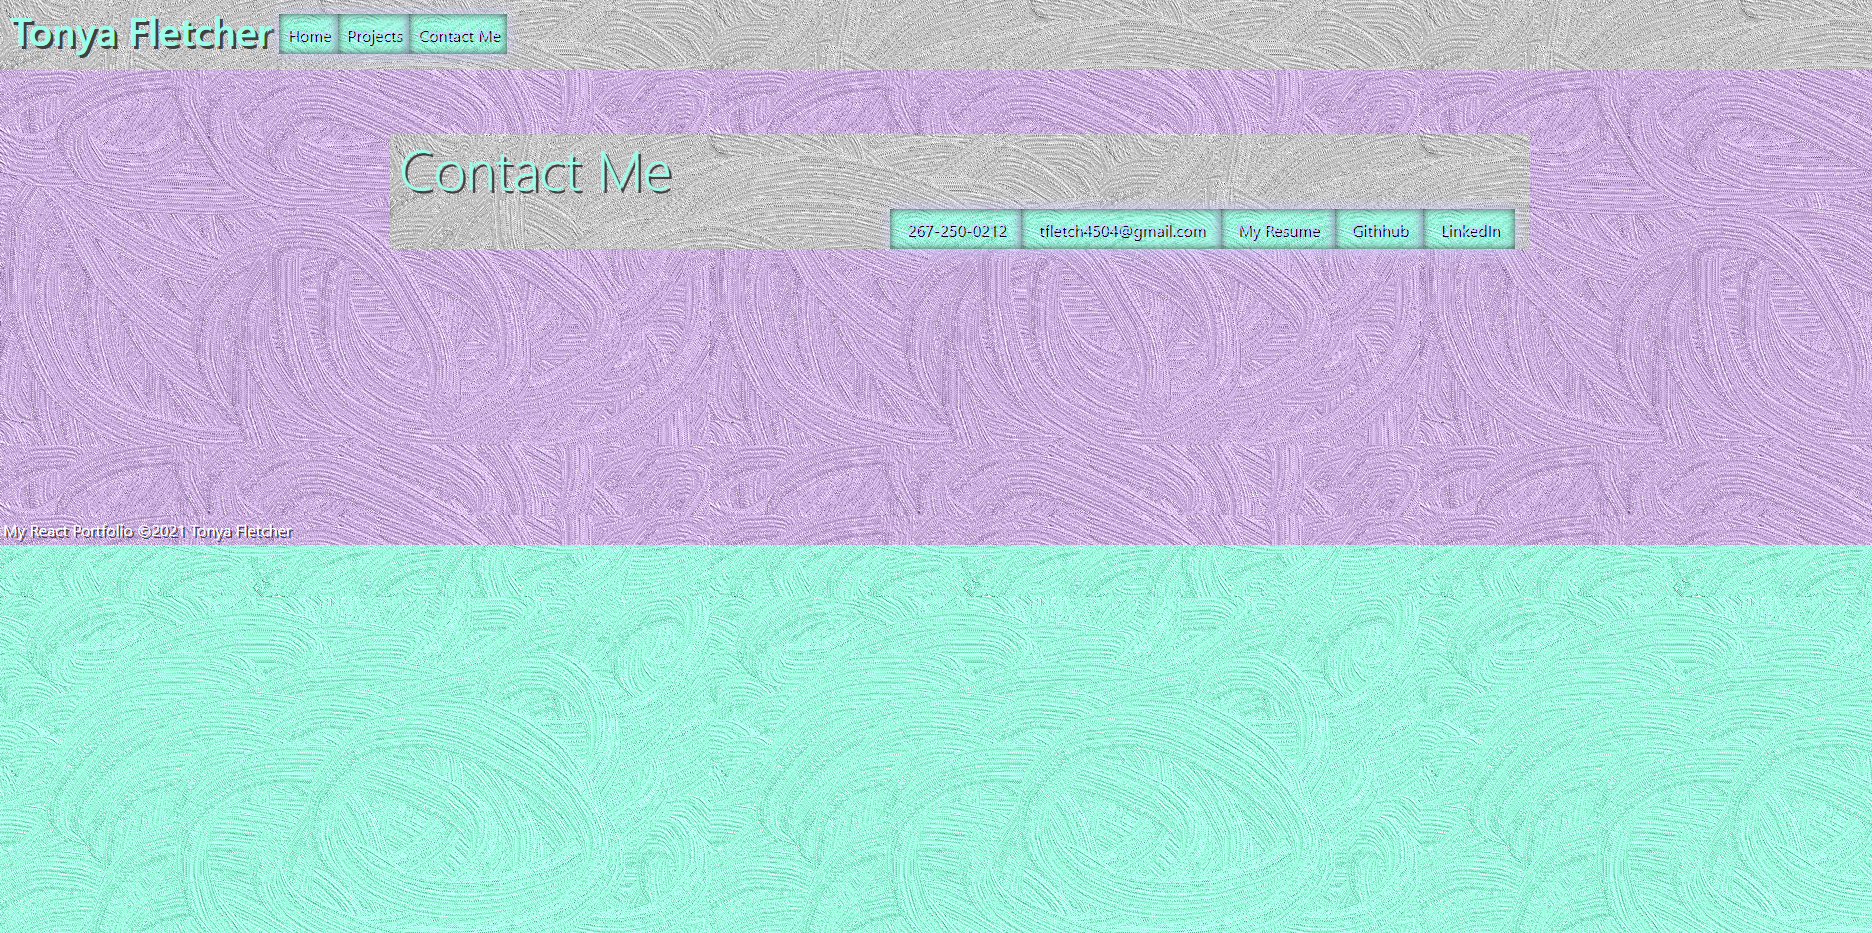 Tonya Fletcher Home Projects Contact Me
Contact Me
267-250-0212 tfletch4504@gmail.com My Resume Githhub LinkedIn
My React Portfolio ©2021 Tonya Fletcher